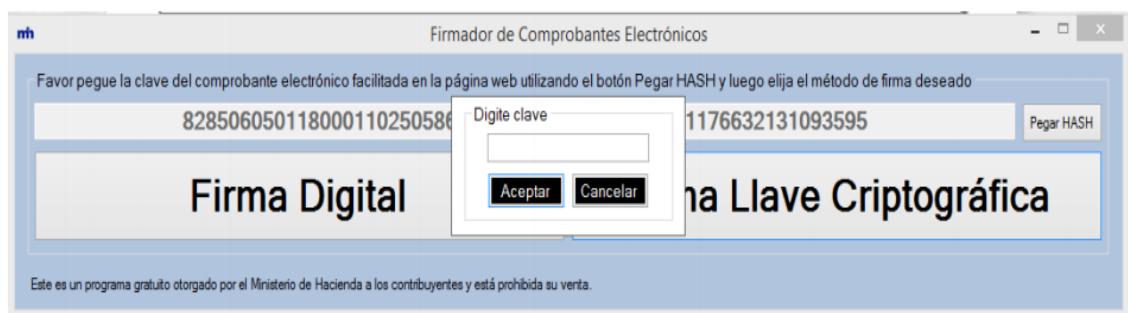 mh
Firmador de Comprobantes Electrónicos
Favor pegue la clave del comprobante electrónico facilitada en la página web utilizando el botón Pegar HASH y luego elija el método de firma deseado
Digite clave
828506050118000110250586 1176632131093595
Pegar HASH
Firma Digital
Aceptar
Cancelar
Llave Criptográfica
Este es un programa gratuito otorgado por el Ministerio de Hacienda a los contribuyentes y está prohibida su venta.